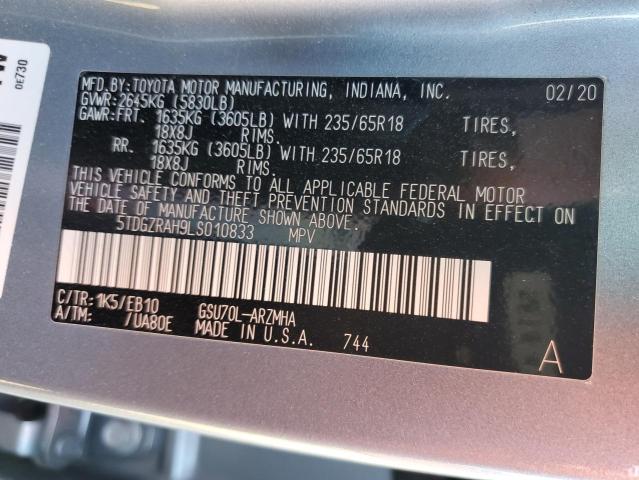 MFD.BY:TOYOTA MOTOR MANUFACTURING, INDIANA, INC. 02/20
GVWR:2645KG (5830LB)
GAWR:FRT. 1635KG (3605LB) WITH 235/65R18 TIRES,
18X8J RIMS.
RR. 1635KG (3605LB) WITH 235/65R18 TIRES,
18X8J RIMS.
THIS VEHICLE CONFORMS TO ALL APPLICABLE FEDERAL MOTOR
VEHICLE SAFETY AND THEFT PREVENTION STANDARDS IN EFFECT ON
THE DATE OF MANUFACTURE SHOWN ABOVE.
5TDGZRAH9LS010833 MPV
C/TR: 1K5/EB10 GSU70L-ARZMHA
A/TM: /UA80E MADE IN U.S.A. 744 A
0E730